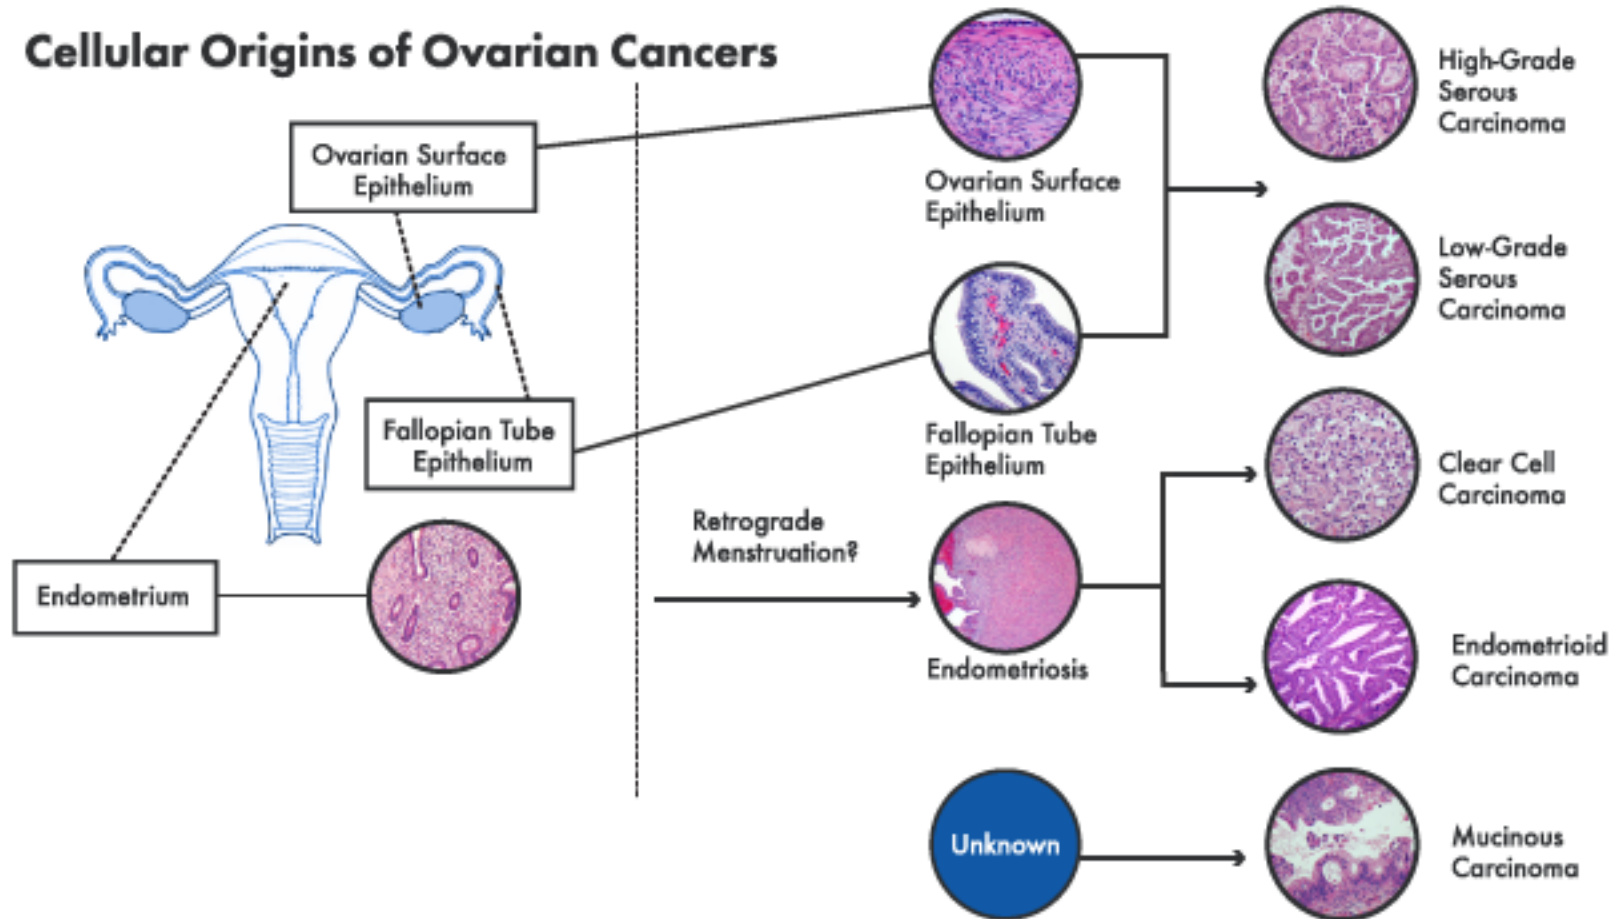 Cellular Origins of Ovarian Cancers
Ovarian Surface
Epithelium
Fallopian Tube
Epithelium
Endometrium
Retrograde
Menstruation?
Ovarian Surface
Epithelium
Fallopian Tube
Epithelium
Endometriosis
Unknown
High-Grade
Serous
Carcinoma
Low-Grade
Serous
Carcinoma
Clear Cell
Carcinoma
Endometrioid
Carcinoma
Mucinous
Carcinoma